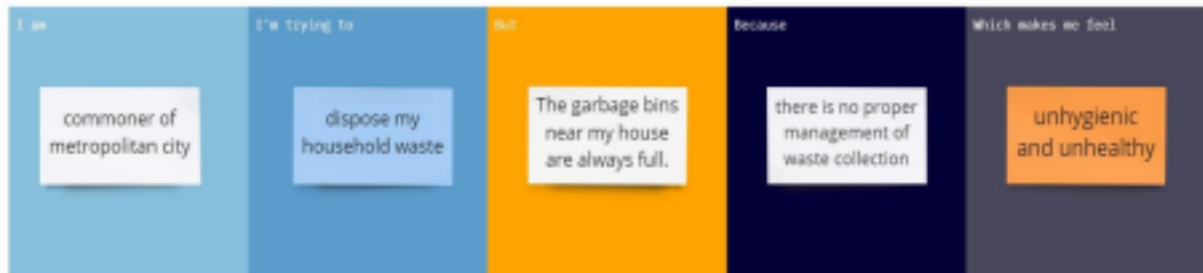 I am
commoner of
metropolitan city
I'm trying to
dispose my
household waste
But
The garbage bins
near my house
are always full.
Because
there is no proper
management of
waste collection
Which makes me feel
unhygienic
and unhealthy